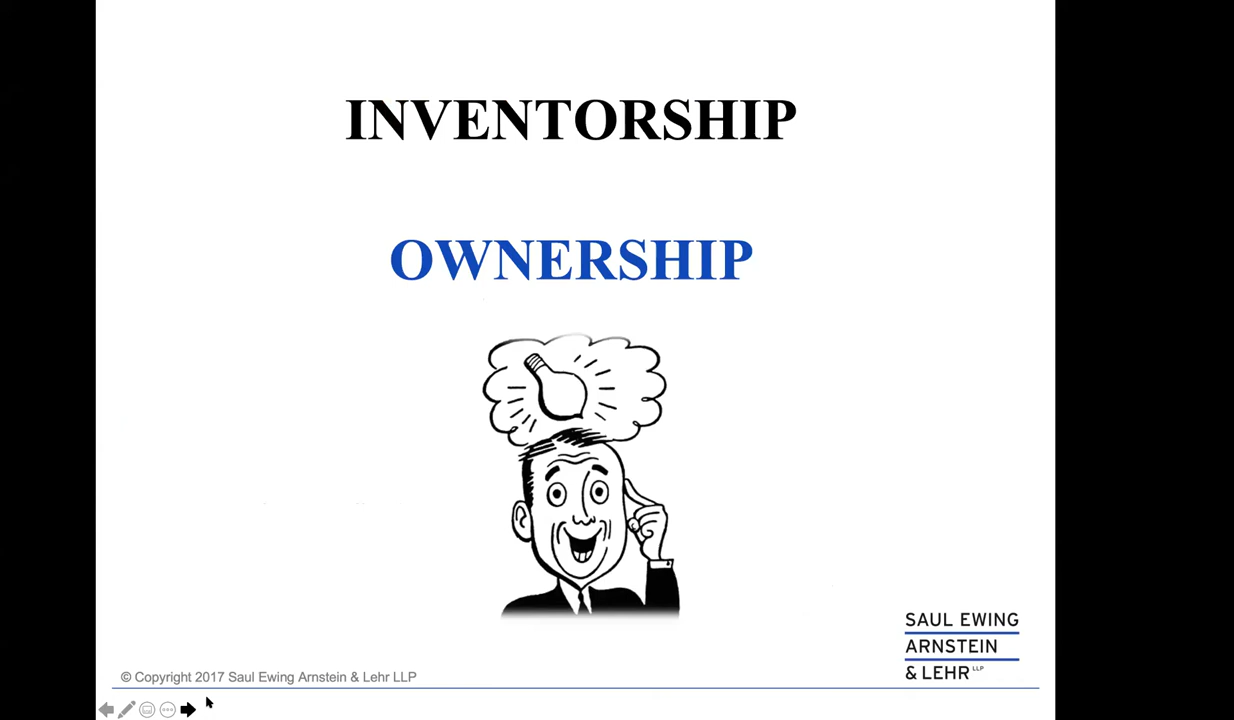 INVENTORSHIP
OWNERSHIP
SAUL EWING
ARNSTEIN
& LEHR LLP
© Copyright 2017 Saul Ewing Arnstein & Lehr LLP